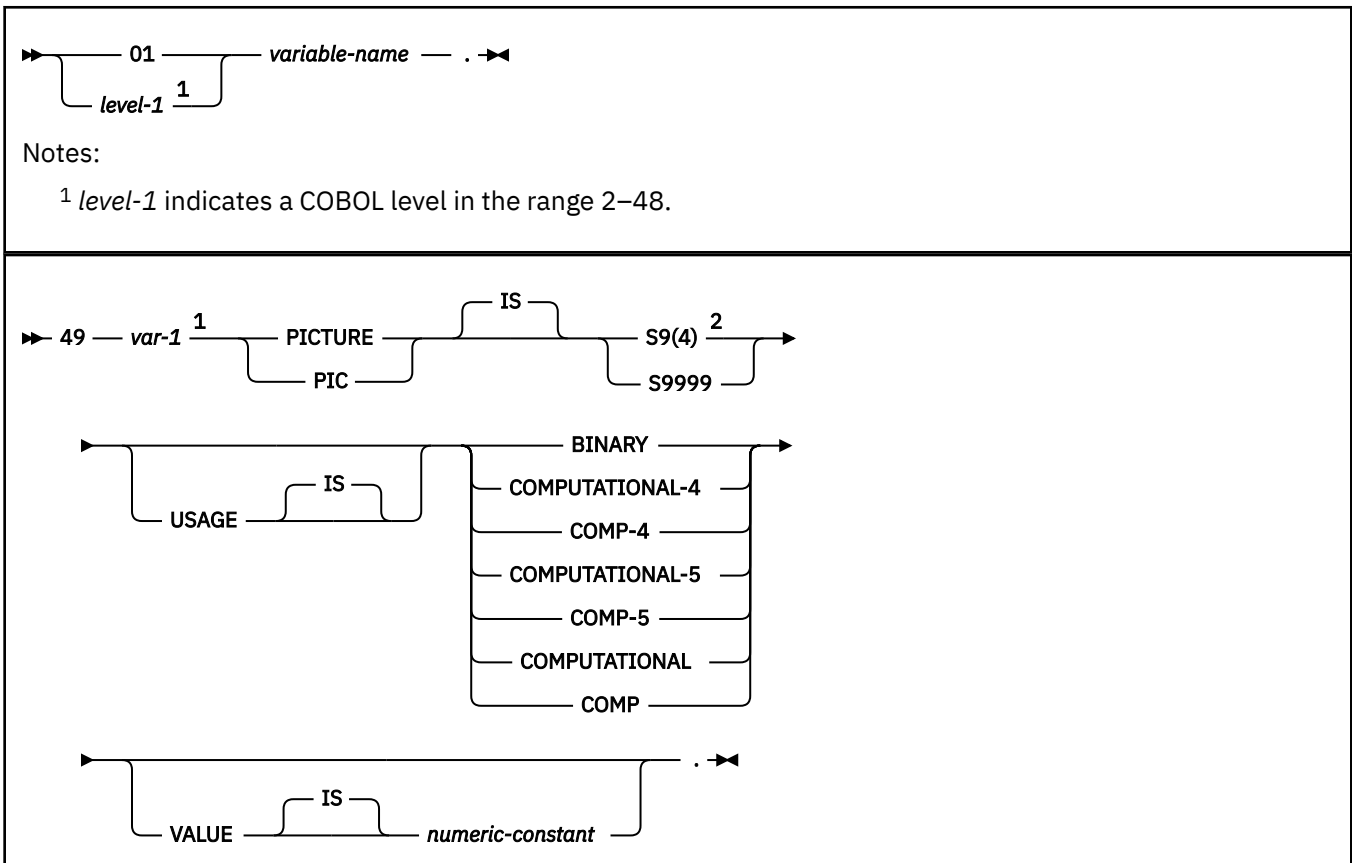 01 variable-name .
level-1 1
Notes:
1 level-1 indicates a COBOL level in the range 2–48.
IS
49 var-1 1 PICTURE S9(4) 2
PIC S9999
BINARY
IS COMPUTATIONAL-4
USAGE COMP-4
COMPUTATIONAL-5
COMP-5
COMPUTATIONAL
COMP
.
IS
VALUE numeric-constant